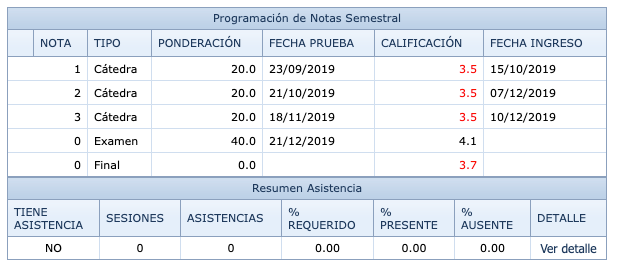 Programación de Notas Semestral
NOTA TIPO PONDERACIÓN FECHA PRUEBA CALIFICACIÓN FECHA INGRESO
1 Cátedra 20.0 23/09/2019 3.5 15/10/2019
2 Cátedra 20.0 21/10/2019 3.5 07/12/2019
3 Cátedra 20.0 18/11/2019 3.5 10/12/2019
0 Examen 40.0 21/12/2019 4.1
0 Final 0.0 3.7
Resumen Asistencia
TIENE ASISTENCIA SESIONES ASISTENCIAS % REQUERIDO % PRESENTE % AUSENTE DETALLE
NO 0 0 0.00 0.00 0.00 Ver detalle